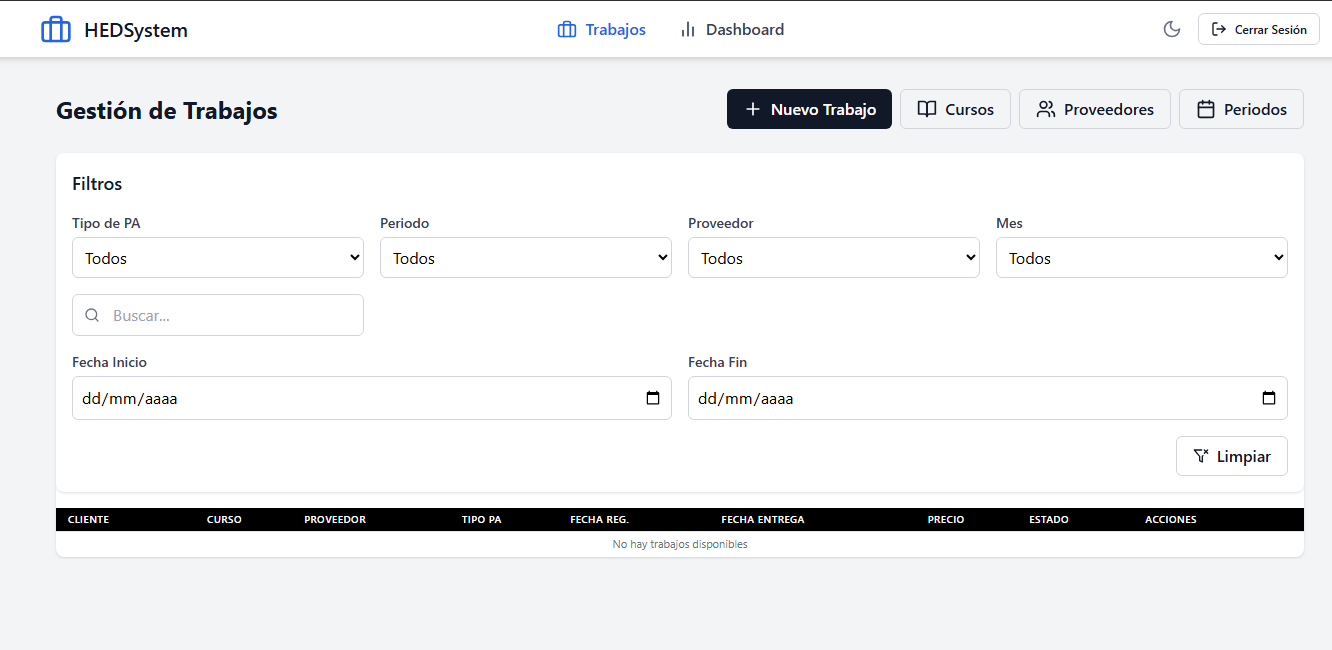 HEDSystem Trabajos Dashboard Cerrar Sesión
Gestión de Trabajos Nuevo Trabajo Cursos Proveedores Periodos
Filtros
Tipo de PA Periodo Proveedor Mes
Todos Todos Todos Todos
Buscar...
Fecha Inicio Fecha Fin
dd/mm/aaaa dd/mm/aaaa
Limpiar
CLIENTE CURSO PROVEEDOR TIPO PA FECHA REG. FECHA ENTREGA PRECIO ESTADO ACCIONES
No hay trabajos disponibles